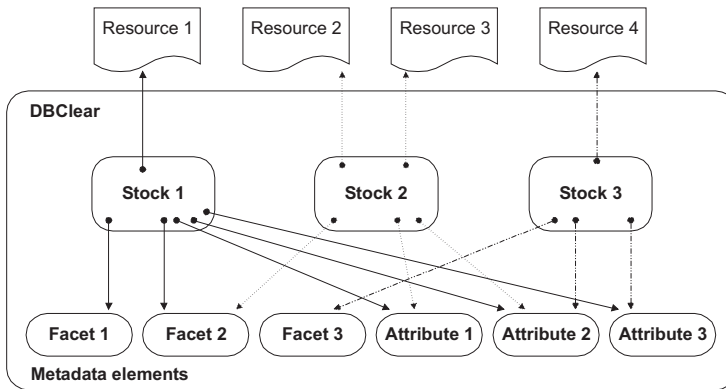 Resource 1
Resource 2
Resource 3
Resource 4
DBClear
Stock 1
Stock 2
Stock 3
Facet 1
Facet 2
Facet 3
Attribute 1
Attribute 2
Attribute 3
Metadata elements